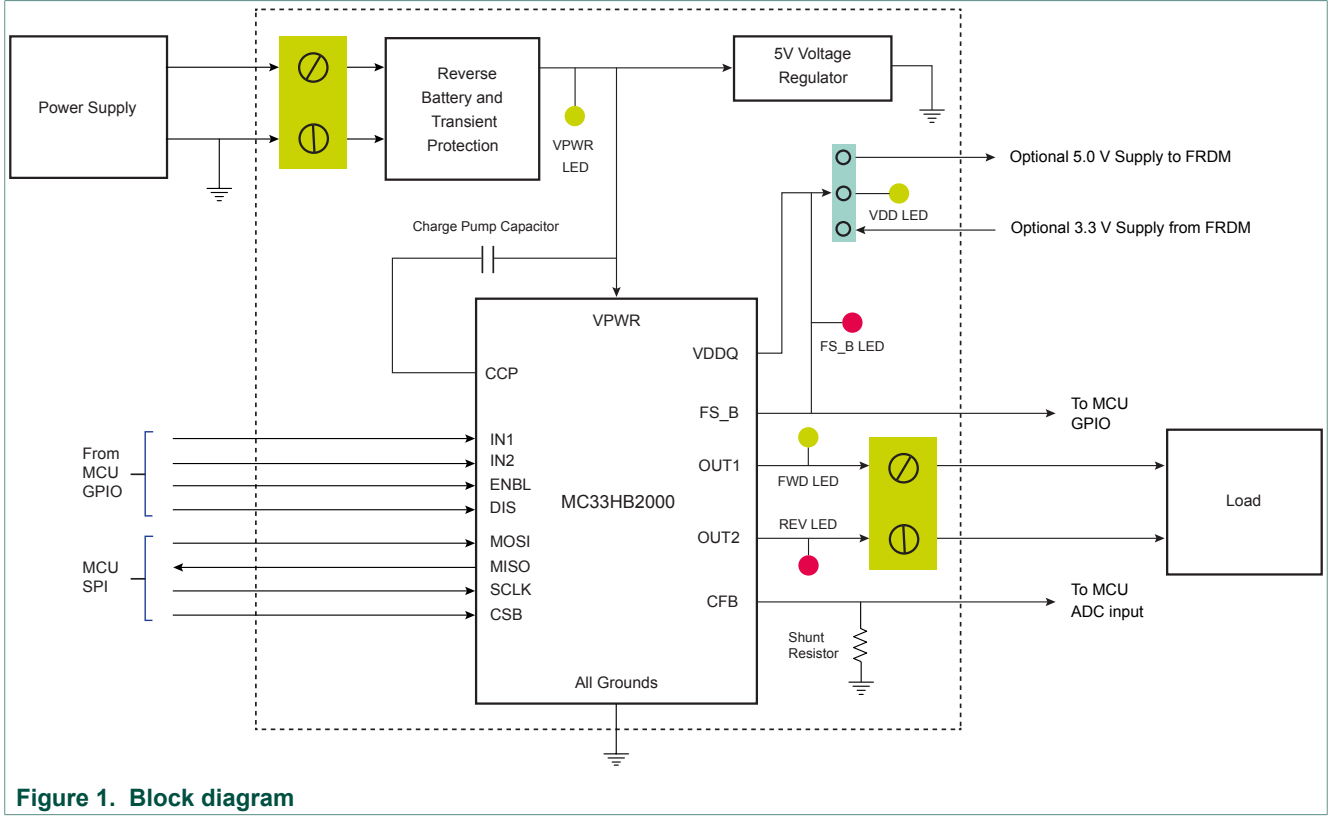 Power Supply
Reverse
Battery and
Transient
Protection
VPWR
LED
5V Voltage
Regulator
Optional 5.0 V Supply to FRDM
VDD LED
Optional 3.3 V Supply from FRDM
Charge Pump Capacitor
VPWR
FS_B LED
VDDQ
CCP
FS_B
To MCU
GPIO
From
MCU
GPIO
IN1
IN2
ENBL
DIS
MC33HB2000
OUT1
FWD LED
REV LED
OUT2
Load
MCU
SPI
MOSI
MISO
SCLK
CSB
CFB
To MCU
ADC input
Shunt
Resistor
All Grounds
Figure 1. Block diagram